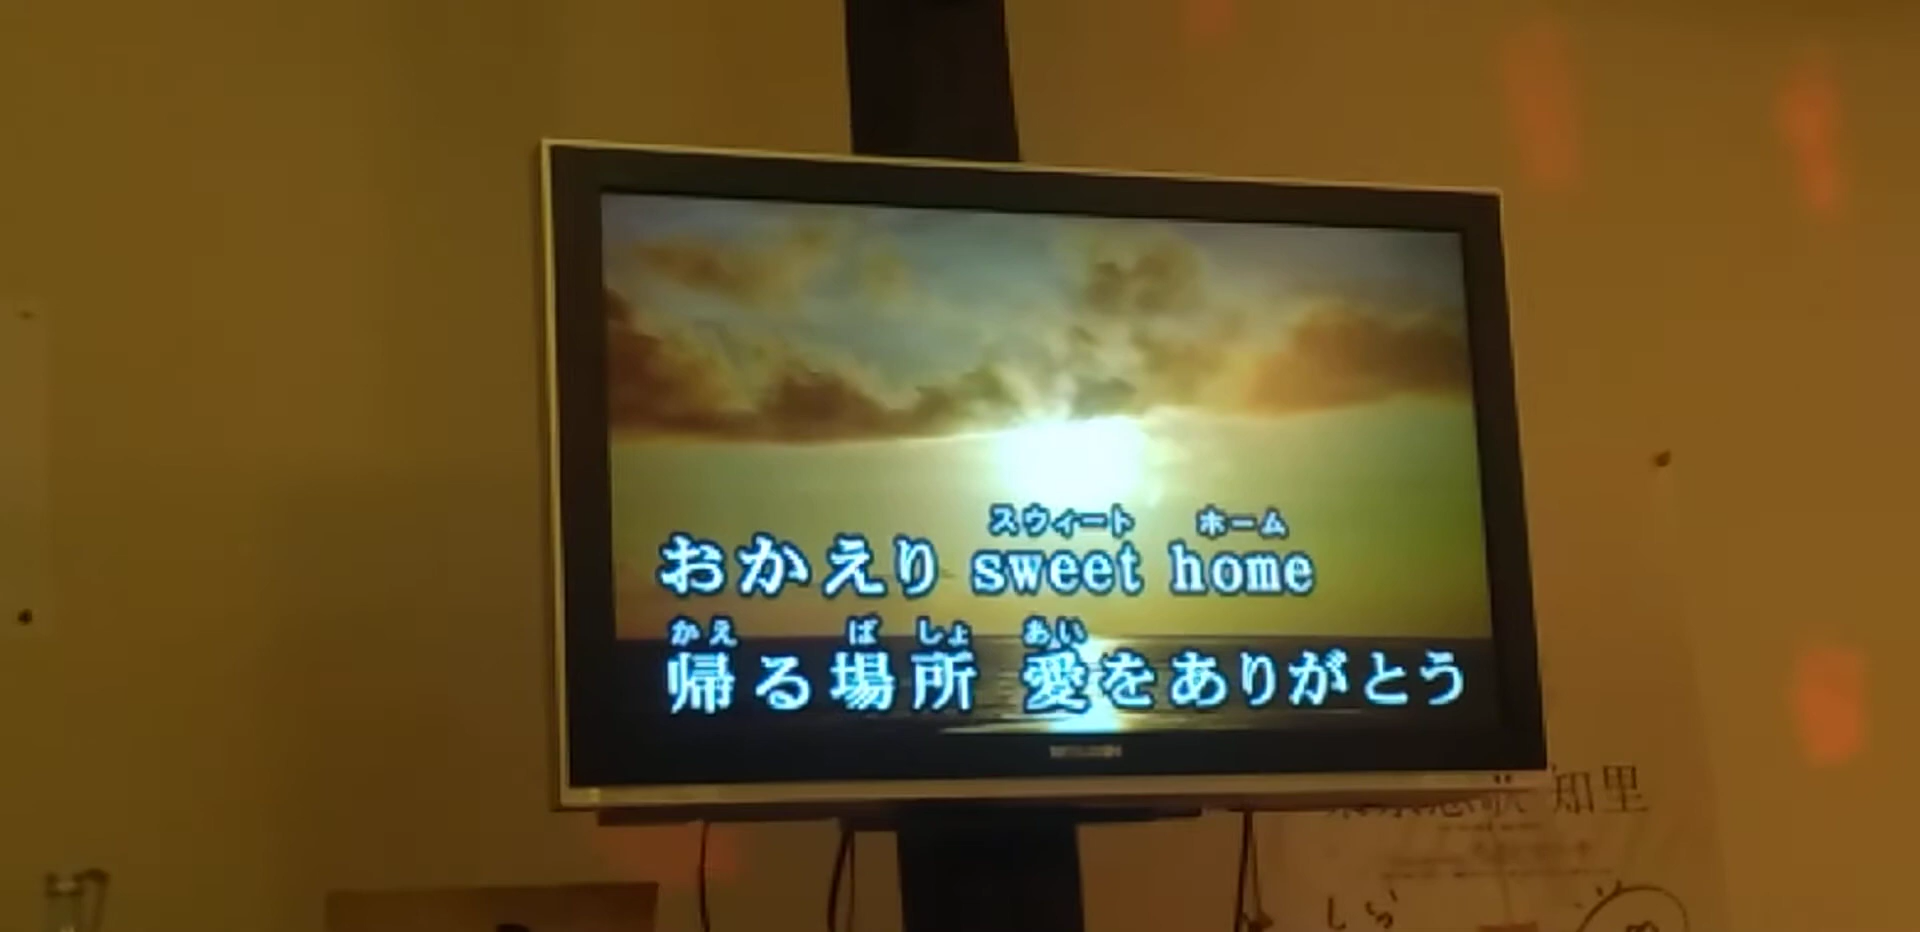 スウィート ホーム
おかえり sweet home
かえ ば しょ あい
帰る場所 愛をありがとう
知里